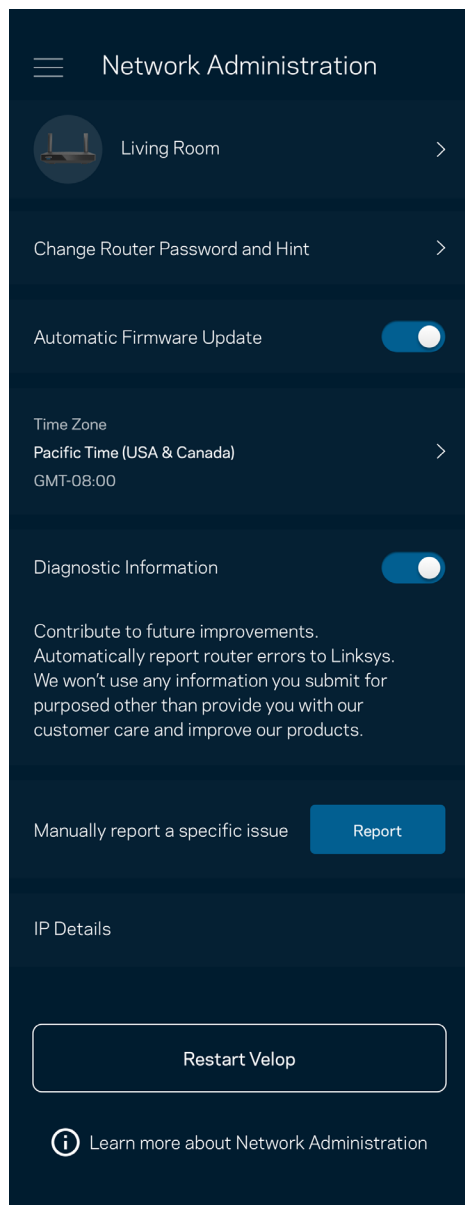 Network Administration
Living Room
Change Router Password and Hint
Automatic Firmware Update
Time Zone
Pacific Time (USA & Canada)
GMT-08:00
Diagnostic Information
Contribute to future improvements.
Automatically report router errors to Linksys.
We won't use any information you submit for
purposed other than provide you with our
customer care and improve our products.
Manually report a specific issue
Report
IP Details
Restart Velop
Learn more about Network Administration